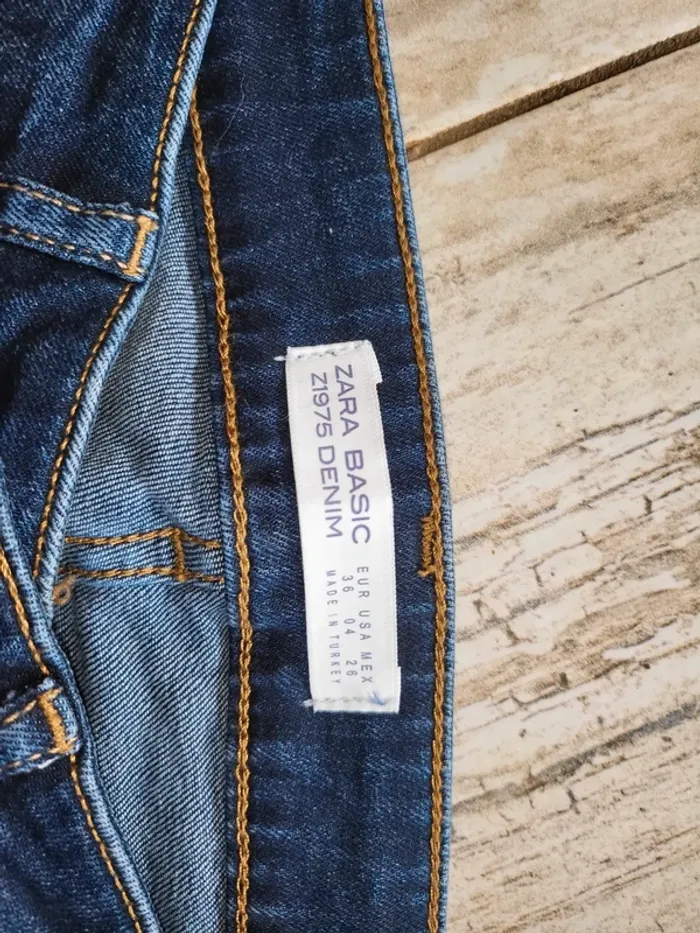 ZARA BASIC
Z1975 DENIM
EUR USA MEX
36 04 26
MADE IN TURKEY